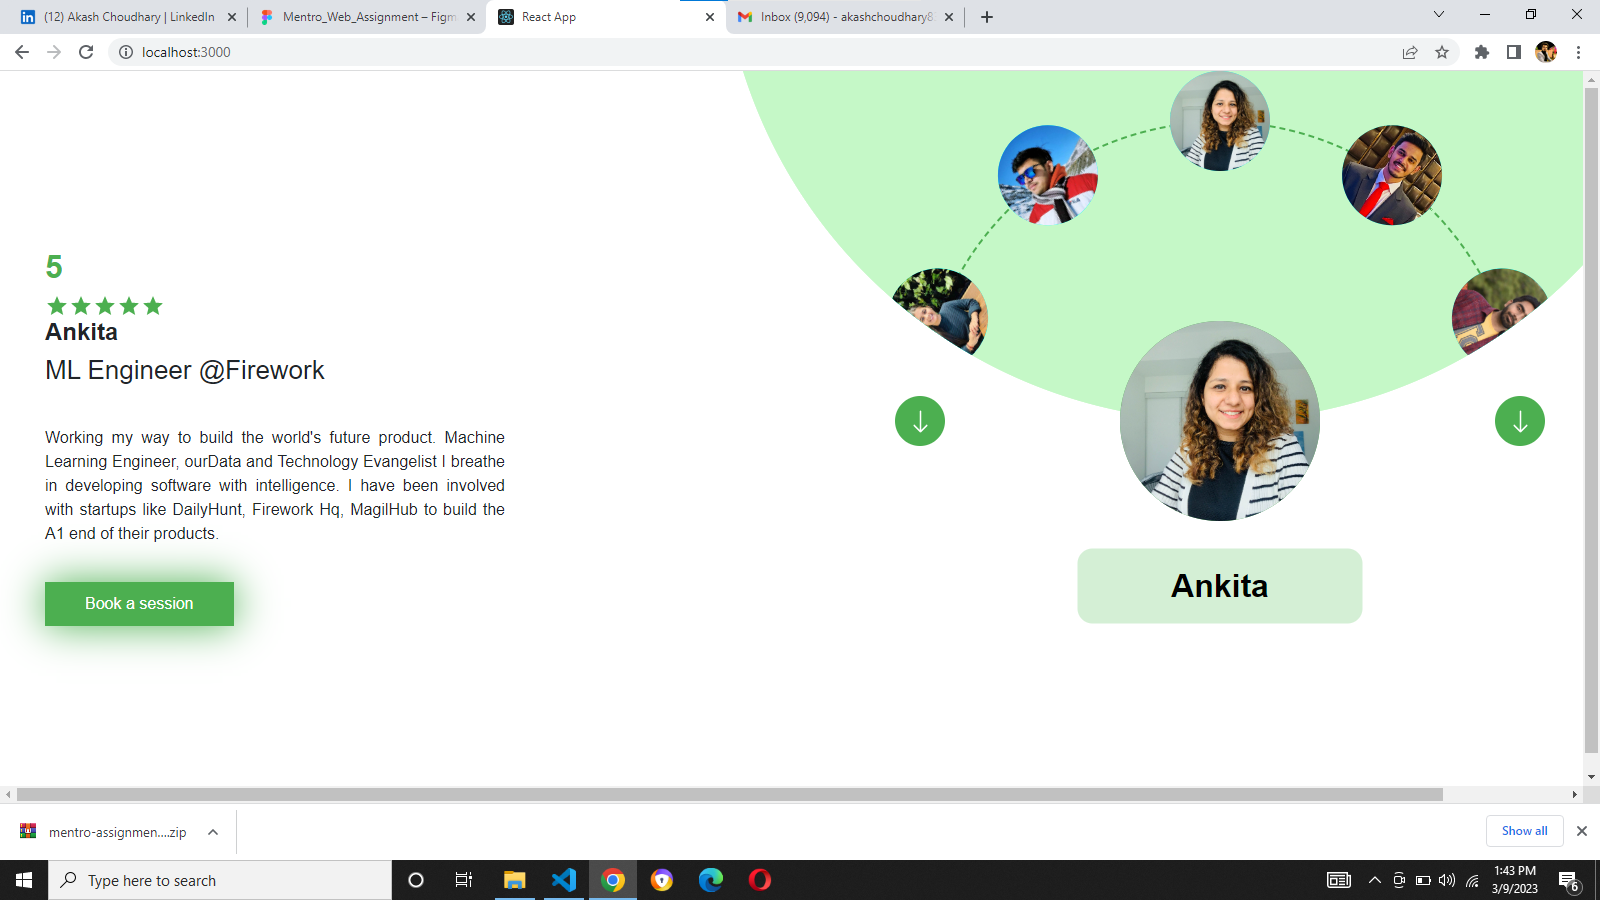 (12) Akash Choudhary | LinkedIn
Mentro_Web_Assignment – Figm
React App
Inbox (9,094) - akashchoudhary8
localhost:3000
5
Ankita
ML Engineer @Firework
Working my way to build the world's future product. Machine
Learning Engineer, ourData and Technology Evangelist I breathe
in developing software with intelligence. I have been involved
with startups like DailyHunt, Firework Hq, MagilHub to build the
A1 end of their products.
Book a session
Ankita
mentro-assignmen....zip
Show all
Type here to search
1:43 PM
3/9/2023
6